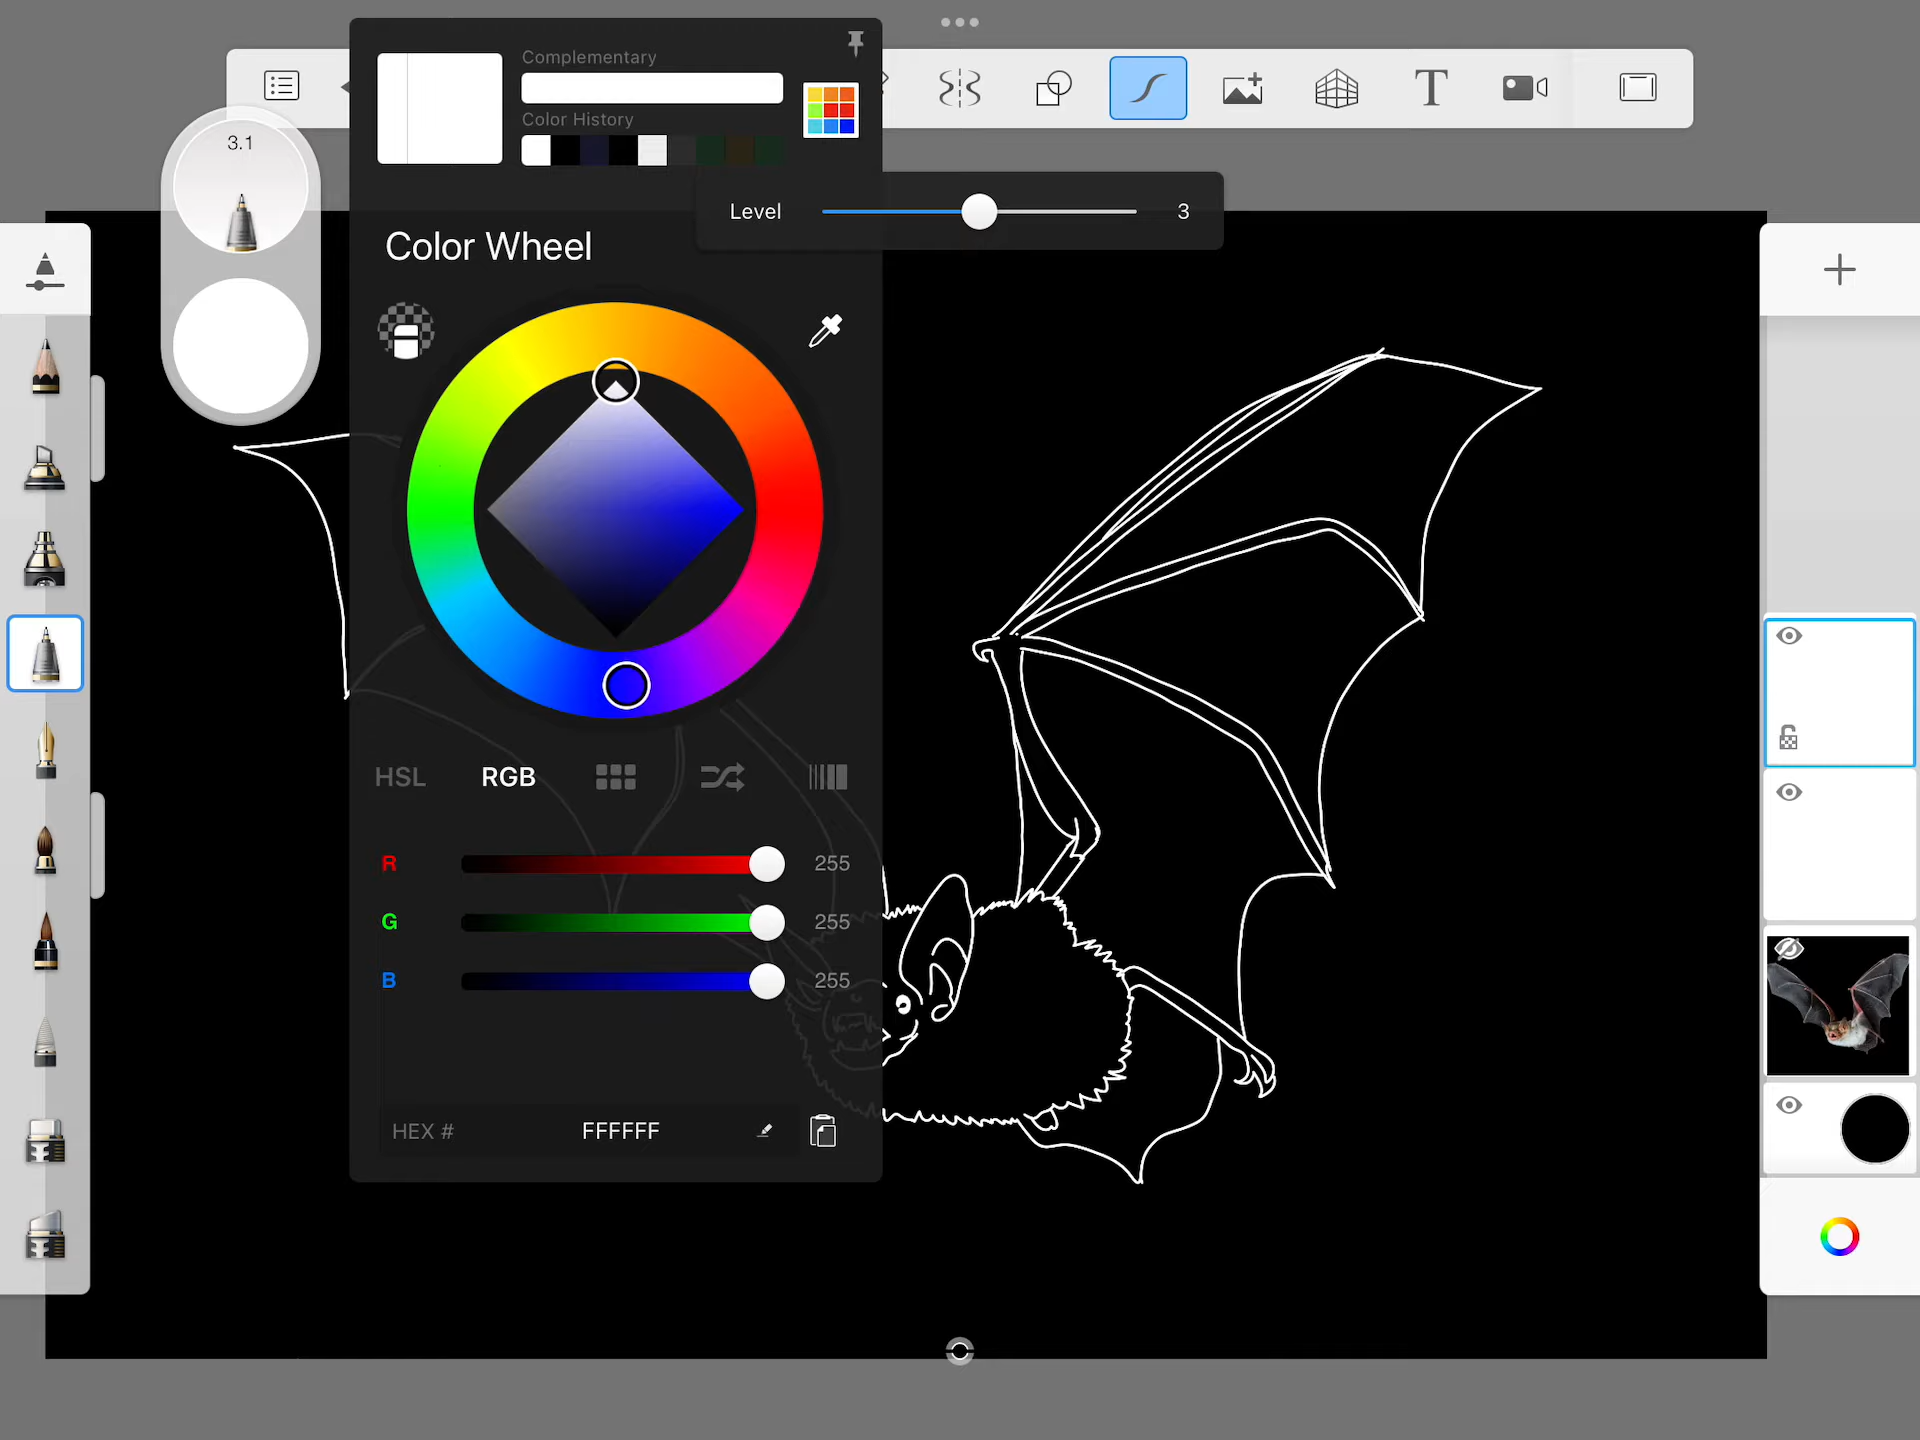 Complementary
T
3.1
Color History
Level 3
Color Wheel
HSL RGB
R 255
G 255
B 255
HEX # FFFFFF